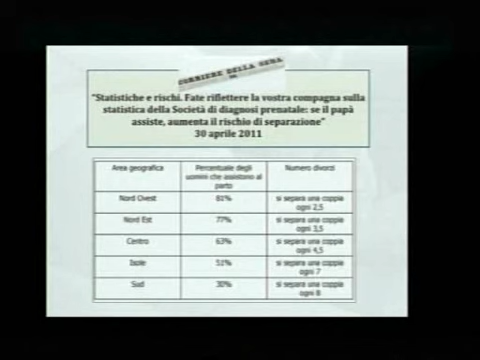 CORRIERE DELLA SERA
"Statistiche e rischi. Fate riflettere la vostra compagna sulla
statistica della Società di diagnosi prenatale: se il papà
assiste, aumenta il rischio di separazione"
30 aprile 2011
Area geografica
Percentuale degli
uomini che assistono al
parto
Numero divorzi
Nord Ovest
81%
si separa una coppia
ogni 2,5
Nord Est
77%
si separa una coppia
ogni 3,5
Centro
63%
si separa una coppia
ogni 4,5
Isole
51%
si separa una coppia
ogni 7
Sud
30%
si separa una coppia
ogni 8